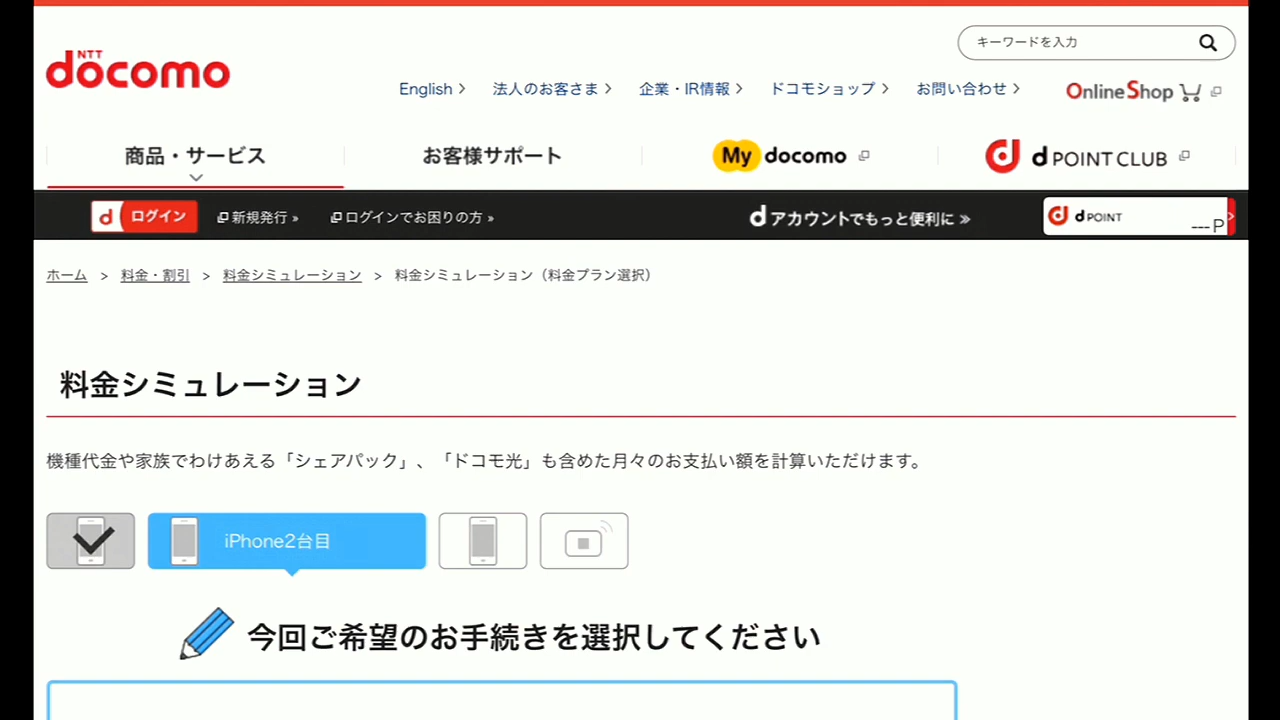 キーワードを入力
NTT
docomo
English
法人のお客さま
企業・IR情報
ドコモショップ
お問い合わせ
OnlineShop
商品・サービス
お客様サポート
My docomo
d POINT CLUB
d ログイン
新規発行 »
ログインでお困りの方 »
dアカウントでもっと便利に »
d POINT
---P
ホーム > 料金・割引 > 料金シミュレーション > 料金シミュレーション（料金プラン選択）
料金シミュレーション
機種代金や家族でわけあえる「シェアパック」、「ドコモ光」も含めた月々のお支払い額を計算いただけます。
iPhone2台目
今回ご希望のお手続きを選択してください